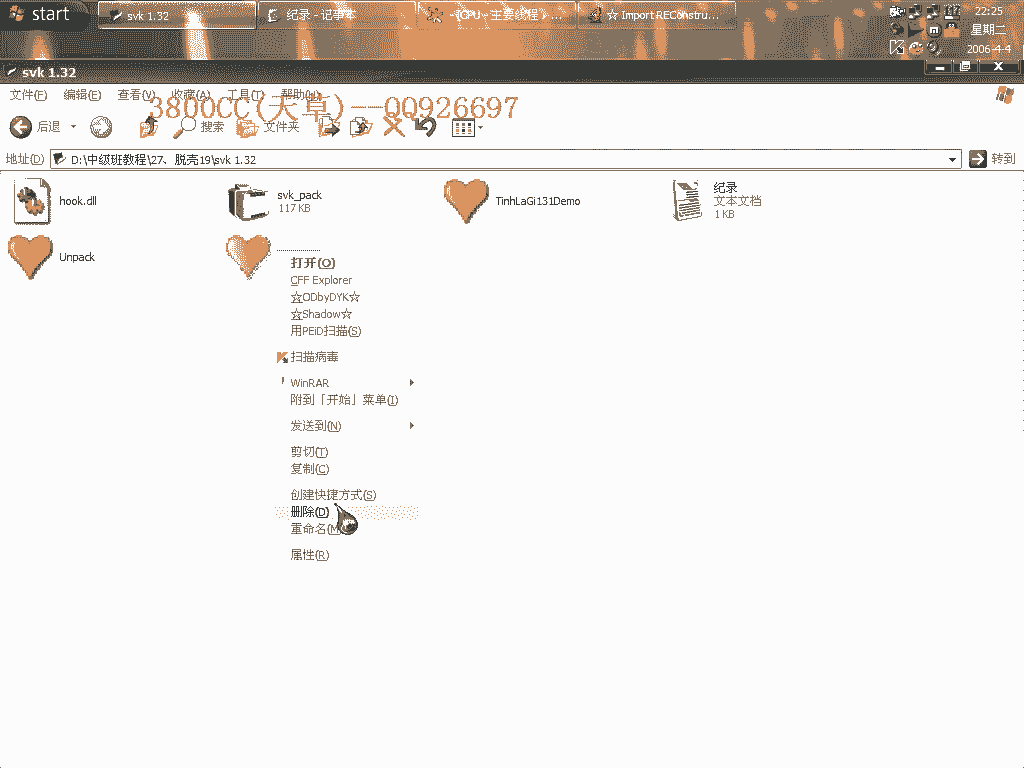 start
svk 1.32
纪录 - 记事本
- [CPU - 主要线程, ...
☆ Import REConstru...
22:25
星期二
2006-4-4
svk 1.32
文件(F) 编辑(E) 查看(V) 收藏(A) 工具(T) 帮助(H)
3800CC(天草)—QQ926697
后退 搜索 文件夹
地址(D) D:\中级班教程\27、脱壳19\svk 1.32 转到
hook.dll
svk_pack
117 KB
TinhLaGi131Demo
纪录
文本文档
1 KB
Unpack
打开(O)
CFF Explorer
☆ODbyDYK☆
☆Shadow☆
用PEiD扫描(S)
扫描病毒
WinRAR
附到「开始」菜单(I)
发送到(N)
剪切(T)
复制(C)
创建快捷方式(S)
删除(D)
重命名(M)
属性(R)